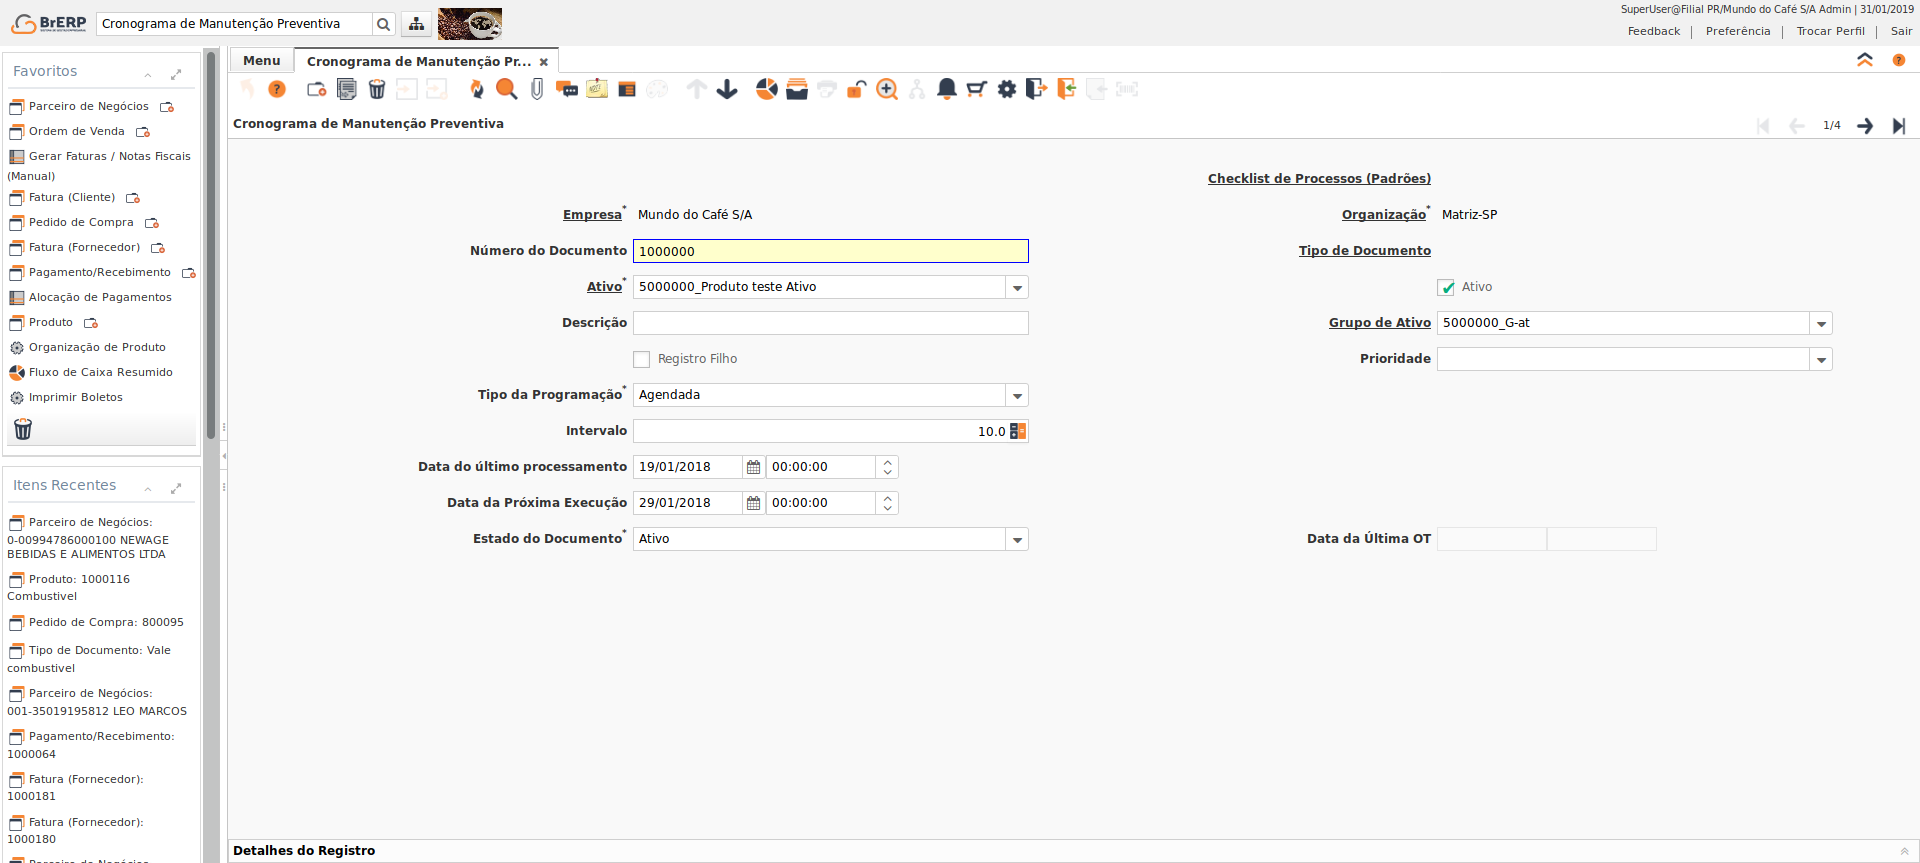 BrERP
Cronograma de Manutenção Preventiva
SuperUser@Filial PR/Mundo do Café S/A Admin | 31/01/2019
Feedback | Preferência | Trocar Perfil | Sair
Favoritos
Parceiro de Negócios
Ordem de Venda
Gerar Faturas / Notas Fiscais
(Manual)
Fatura (Cliente)
Pedido de Compra
Fatura (Fornecedor)
Pagamento/Recebimento
Alocação de Pagamentos
Produto
Organização de Produto
Fluxo de Caixa Resumido
Imprimir Boletos
Itens Recentes
Parceiro de Negócios:
0-00994786000100 NEWAGE
BEBIDAS E ALIMENTOS LTDA
Produto: 1000116
Combustivel
Pedido de Compra: 800095
Tipo de Documento: Vale
combustivel
Parceiro de Negócios:
001-35019195812 LEO MARCOS
Pagamento/Recebimento:
1000064
Fatura (Fornecedor):
1000181
Fatura (Fornecedor):
1000180
Parceiro de Negócios
Menu
Cronograma de Manutenção Pr...
Cronograma de Manutenção Preventiva
1/4
Checklist de Processos (Padrões)
Empresa* Mundo do Café S/A
Organização* Matriz-SP
Número do Documento 1000000
Tipo de Documento
Ativo* 5000000_Produto teste Ativo
Ativo
Descrição
Grupo de Ativo 5000000_G-at
Registro Filho
Prioridade
Tipo da Programação* Agendada
Intervalo 10.0
Data do último processamento 19/01/2018 00:00:00
Data da Próxima Execução 29/01/2018 00:00:00
Estado do Documento* Ativo
Data da Última OT
Detalhes do Registro